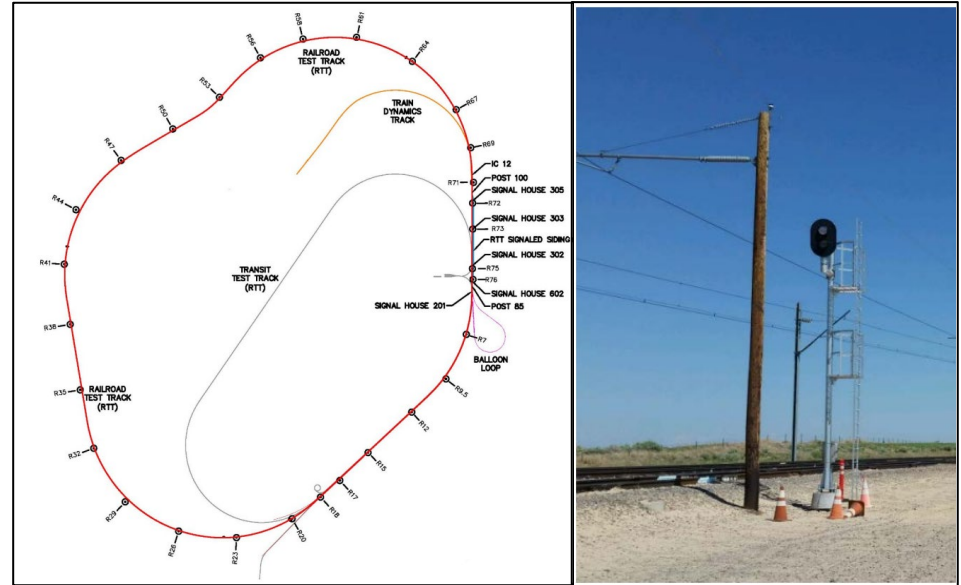 R61
R58
R64
R56
RAILROAD
TEST TRACK
(RTT)
R53
R67
TRAIN
DYNAMICS
TRACK
R50
R69
R47
IC 12
POST 100
R71
SIGNAL HOUSE 305
R72
R44
SIGNAL HOUSE 303
R73
RTT SIGNALED SIDING
SIGNAL HOUSE 302
R41
R75
TRANSIT
TEST TRACK
(RTT)
R76
SIGNAL HOUSE 602
SIGNAL HOUSE 201
POST 85
R38
R7
BALLOON
LOOP
R35
RAILROAD
TEST TRACK
(RTT)
R9.5
R12
R32
R15
R17
R29
R18
R20
R26
R23